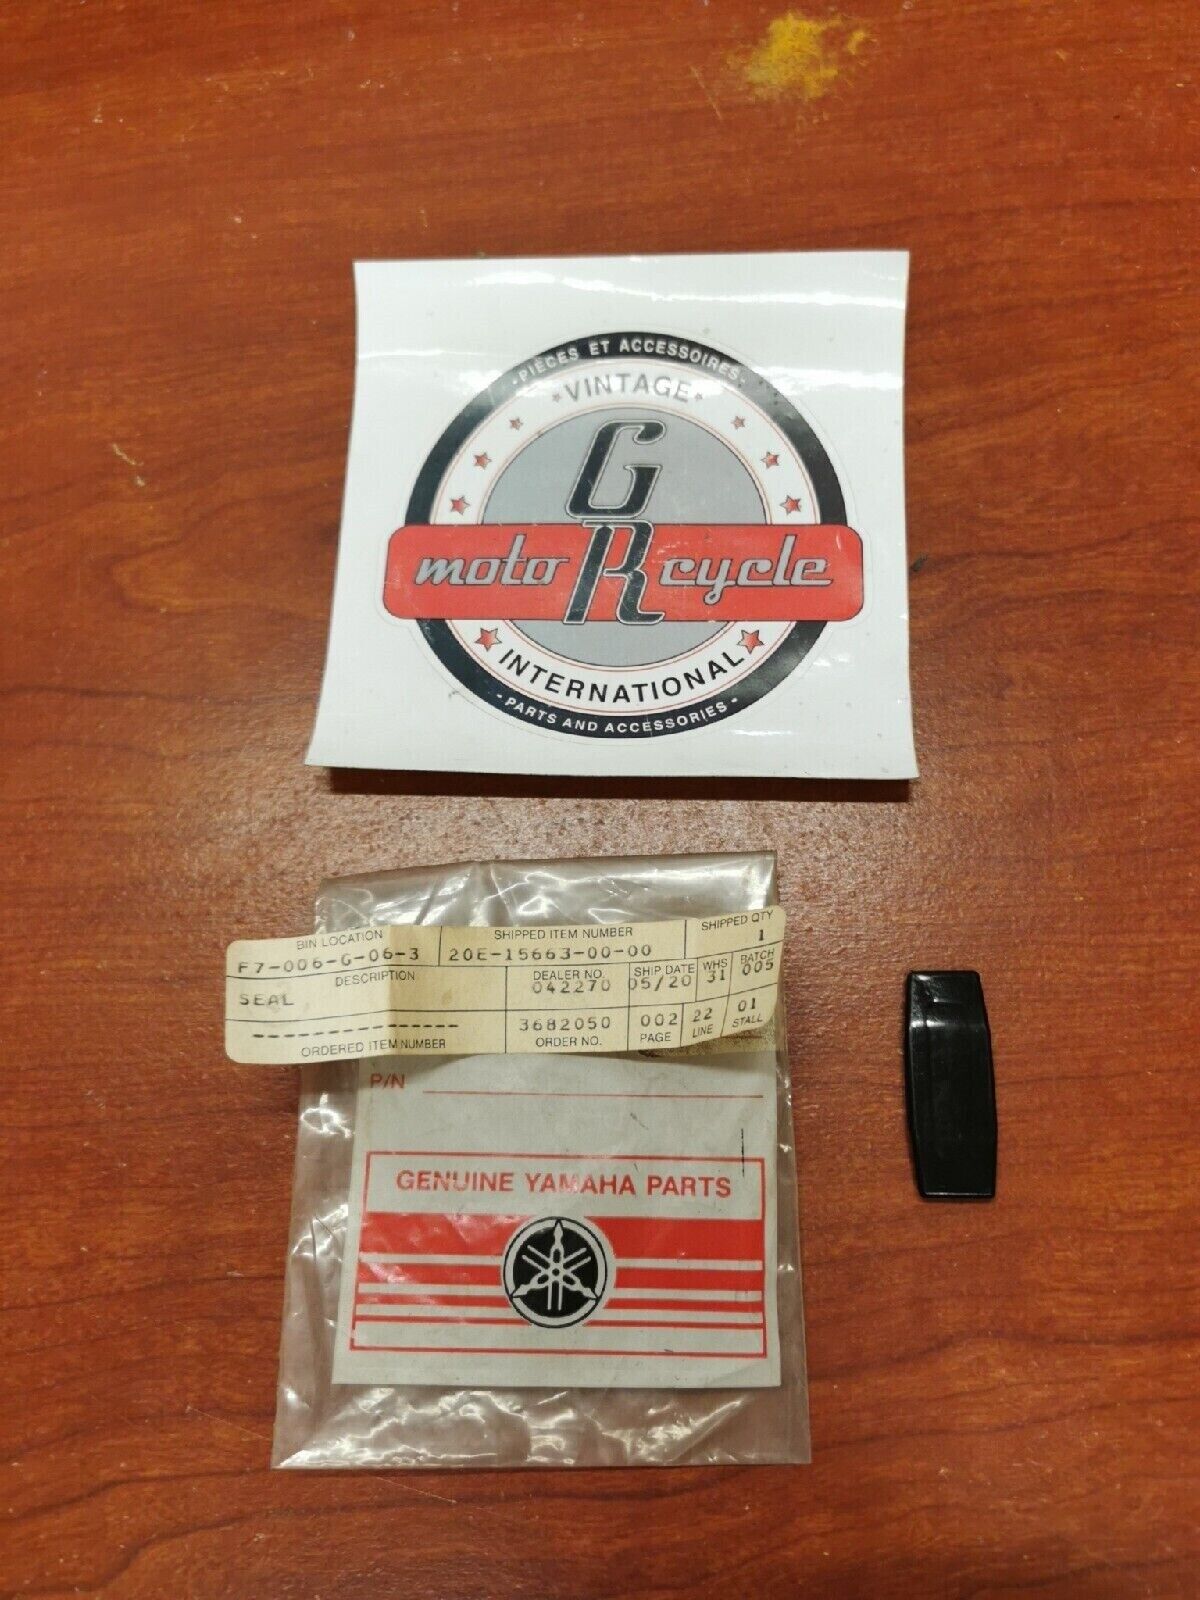 ·PIÈCES ET ACCESSOIRES·
VINTAGE
G
moto R cycle
INTERNATIONAL
·PARTS AND ACCESSORIES·
BIN LOCATION SHIPPED ITEM NUMBER SHIPPED QTY
F7-006-G-06-3 20E-15663-00-00 1
DESCRIPTION DEALER NO. SHIP DATE WHS BATCH
SEAL 042270 05/20 31 005
--------------- 3682050 002 22 01
ORDERED ITEM NUMBER ORDER NO. PAGE LINE STALL
P/N
GENUINE YAMAHA PARTS